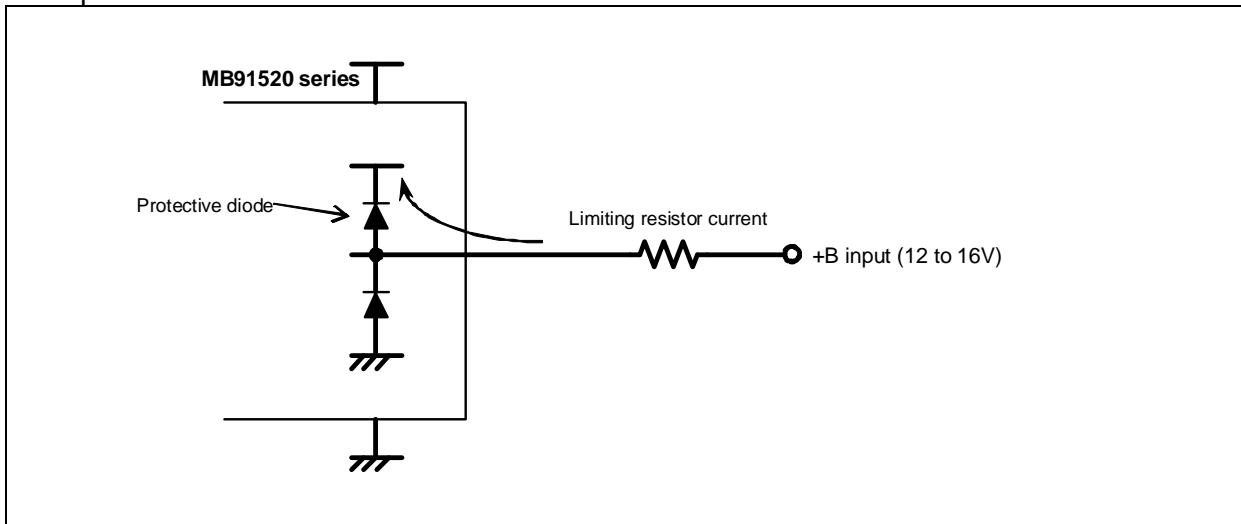 MB91520 series
Protective diode
Limiting resistor current
+B input (12 to 16V)